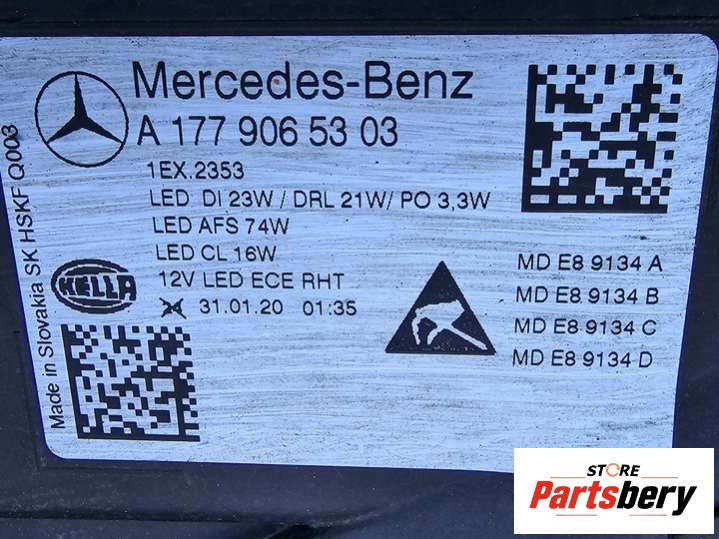 Mercedes-Benz
A 177 906 53 03
1EX.2353
LED DI 23W / DRL 21W/ PO 3,3W
LED AFS 74W
LED CL 16W
12V LED ECE RHT
24 31.01.20 01:35
HELLA
Made in Slovakia SK HSKF Q003
MD E8 9134 A
MD E8 9134 B
MD E8 9134 C
MD E8 9134 D
STORE
Partsbery